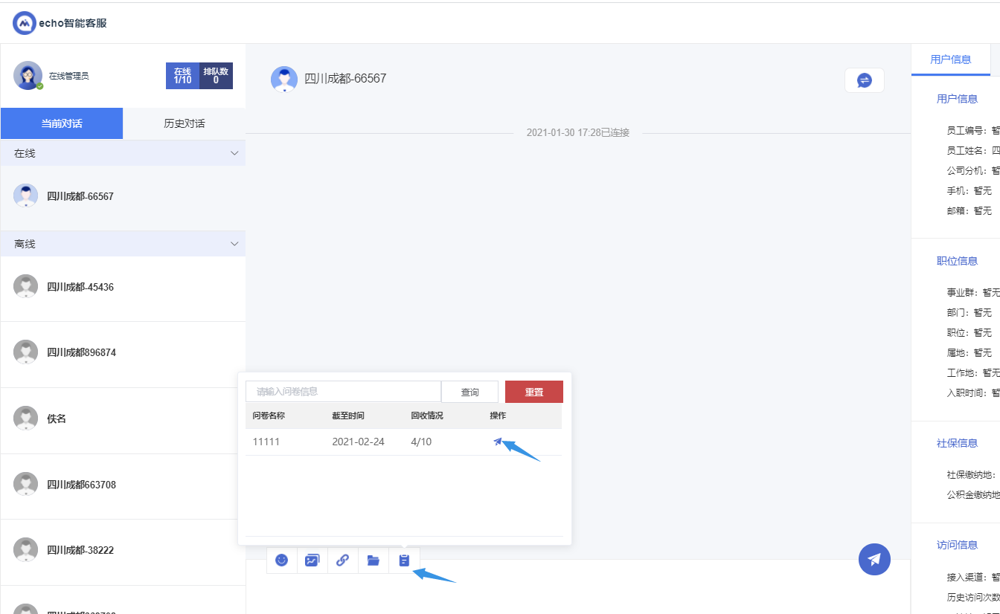 echo智能客服
在线管理员
在线
1/10
排队数
0
当前对话
历史对话
在线
四川成都-66567
离线
四川成都-45436
四川成都896874
佚名
四川成都663708
四川成都-38222
四川成都-66567
2021-01-30 17:28已连接
请输入问卷信息
查询
重置
问卷名称 截至时间 回收情况 操作
11111 2021-02-24 4/10
用户信息
用户信息
员工编号：暂
员工姓名：四
公司分机：暂
手机：暂无
邮箱：暂无
职位信息
事业群：暂无
部门：暂无
职位：暂无
属地：暂无
工作地：暂无
入职时间：暂
社保信息
社保缴纳地：
公积金缴纳地
访问信息
接入渠道：暂
历史访问次数